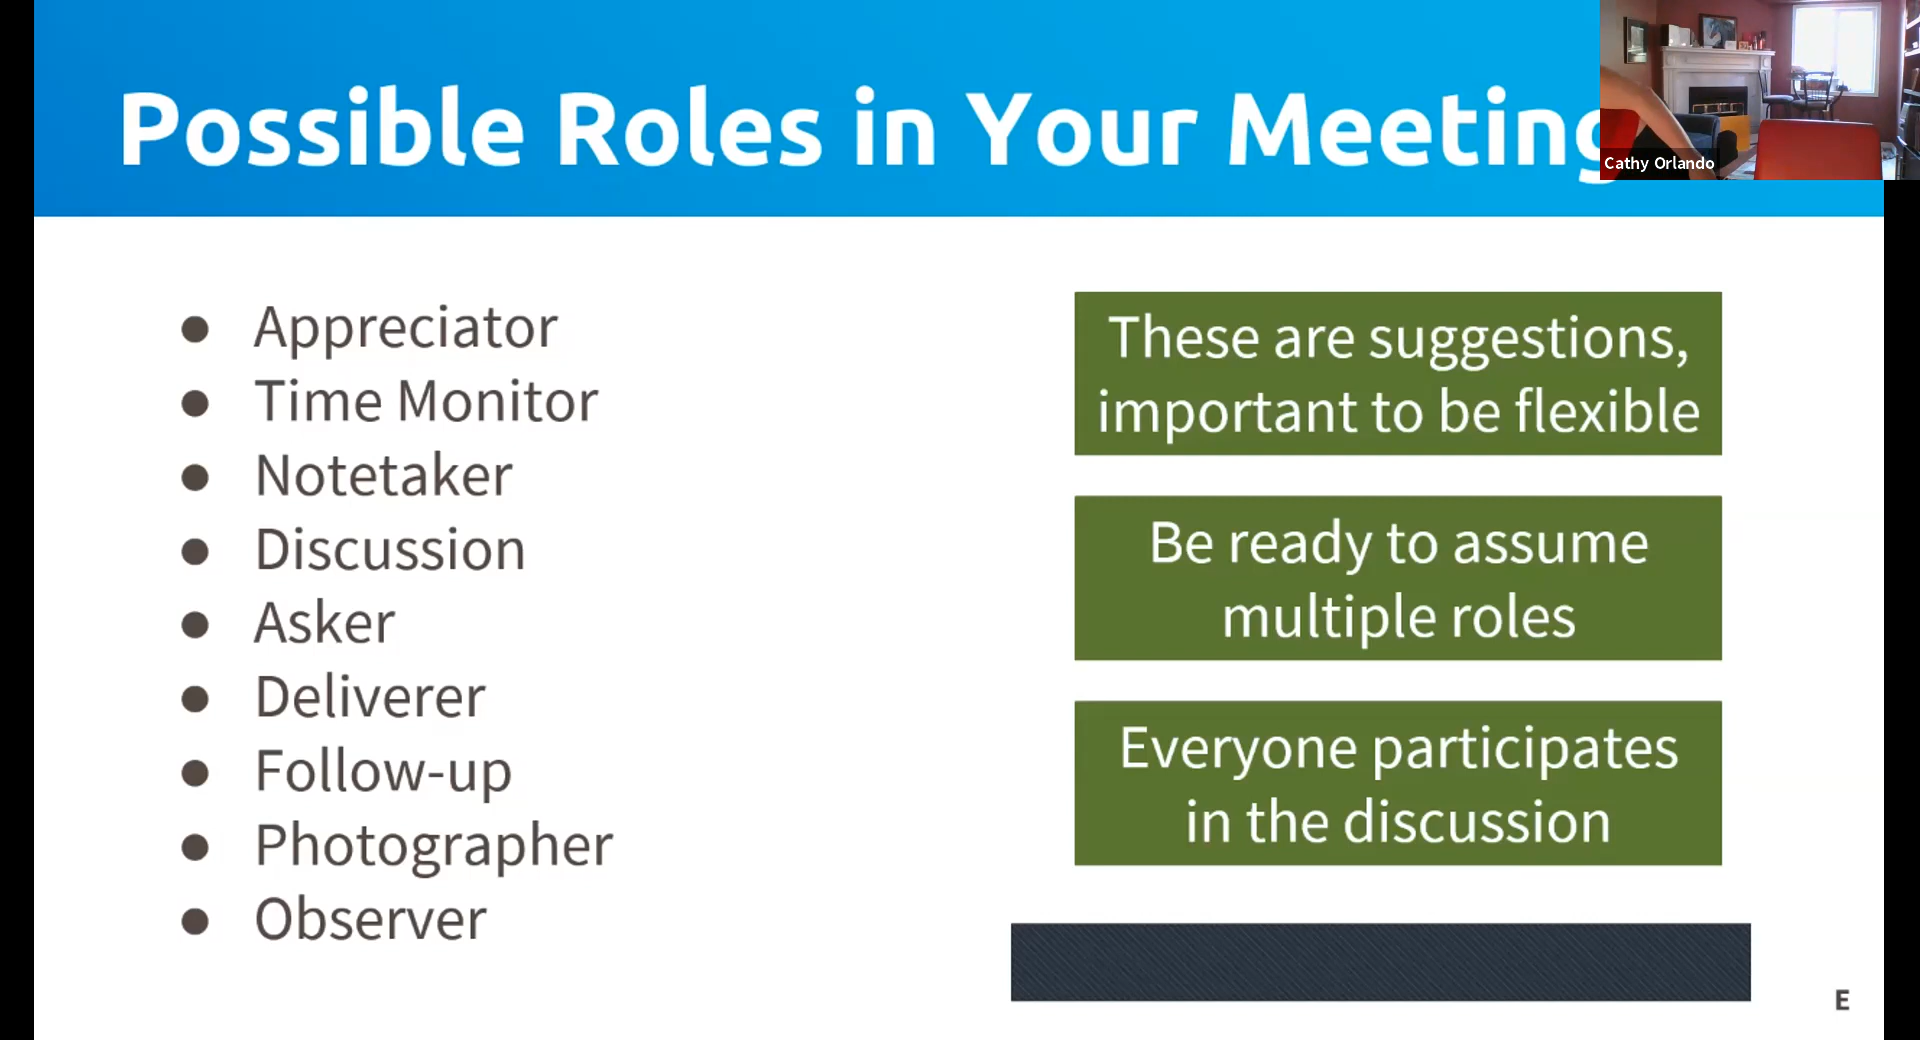 Possible Roles in Your Meeting
Cathy Orlando
● Appreciator
● Time Monitor
● Notetaker
● Discussion
● Asker
● Deliverer
● Follow-up
● Photographer
● Observer
These are suggestions,
important to be flexible
Be ready to assume
multiple roles
Everyone participates
in the discussion
E